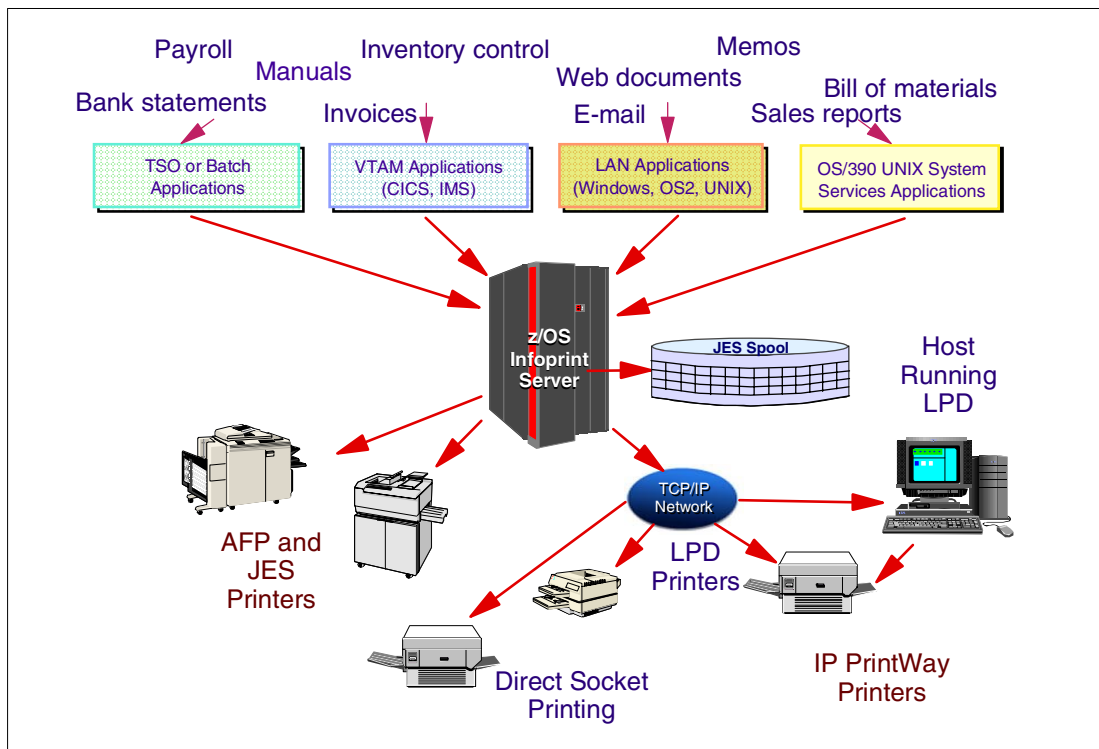 Payroll
Inventory control
Memos
Manuals
Web documents
Bank statements
Invoices
E-mail
Bill of materials
Sales reports
TSO or Batch
Applications
VTAM Applications
(CICS, IMS)
LAN Applications
(Windows, OS2, UNIX)
OS/390 UNIX System
Services Applications
z/OS
Infoprint
Server
JES Spool
Host
Running
LPD
TCP/IP
Network
AFP and
JES
Printers
LPD
Printers
Direct Socket
Printing
IP PrintWay
Printers